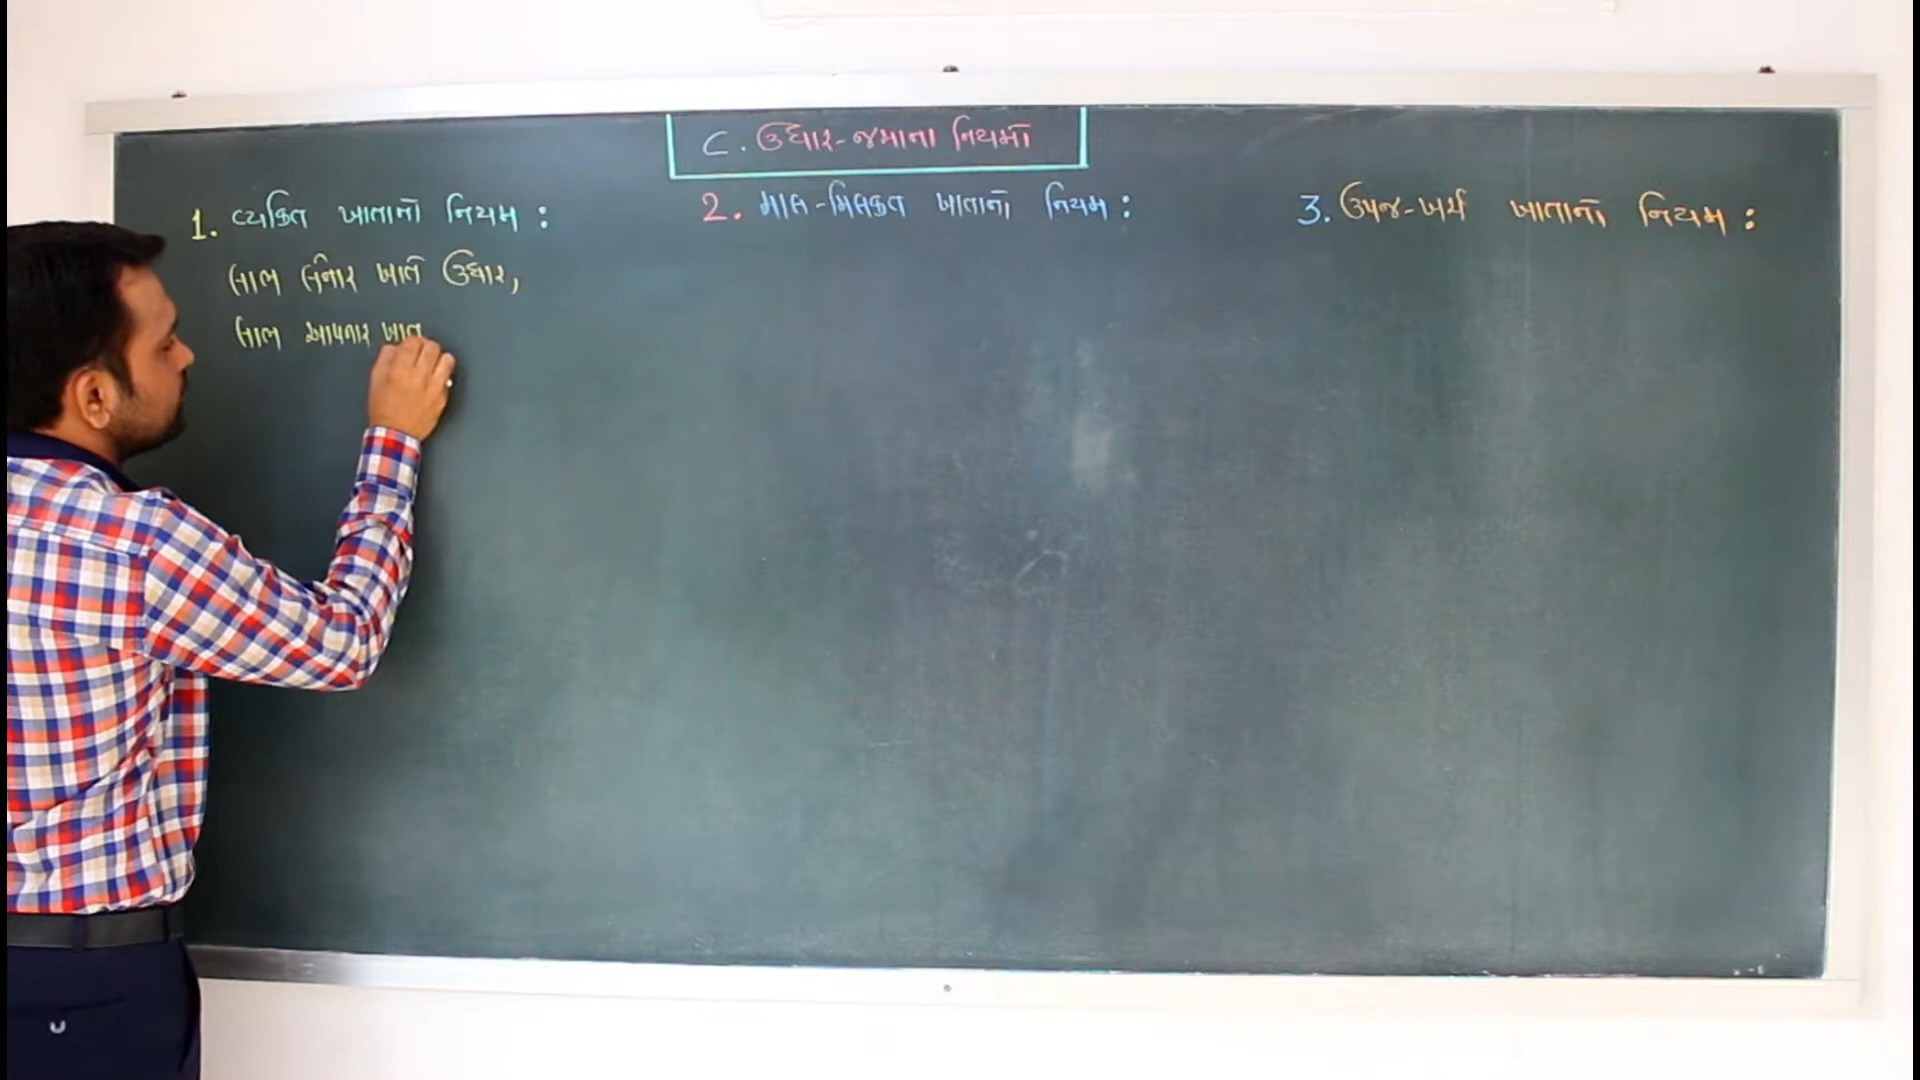 C. ઉધાર-જમાના નિયમો
1. વ્યકિત ખાતાનો નિયમ :
લાભ લેનાર ખાતે ઉધાર,
લાભ આપનાર ખાત
2. માલ-મિલકત ખાતાનો નિયમ :
3. ઉપજ-ખર્ચ ખાતાનો નિયમ :